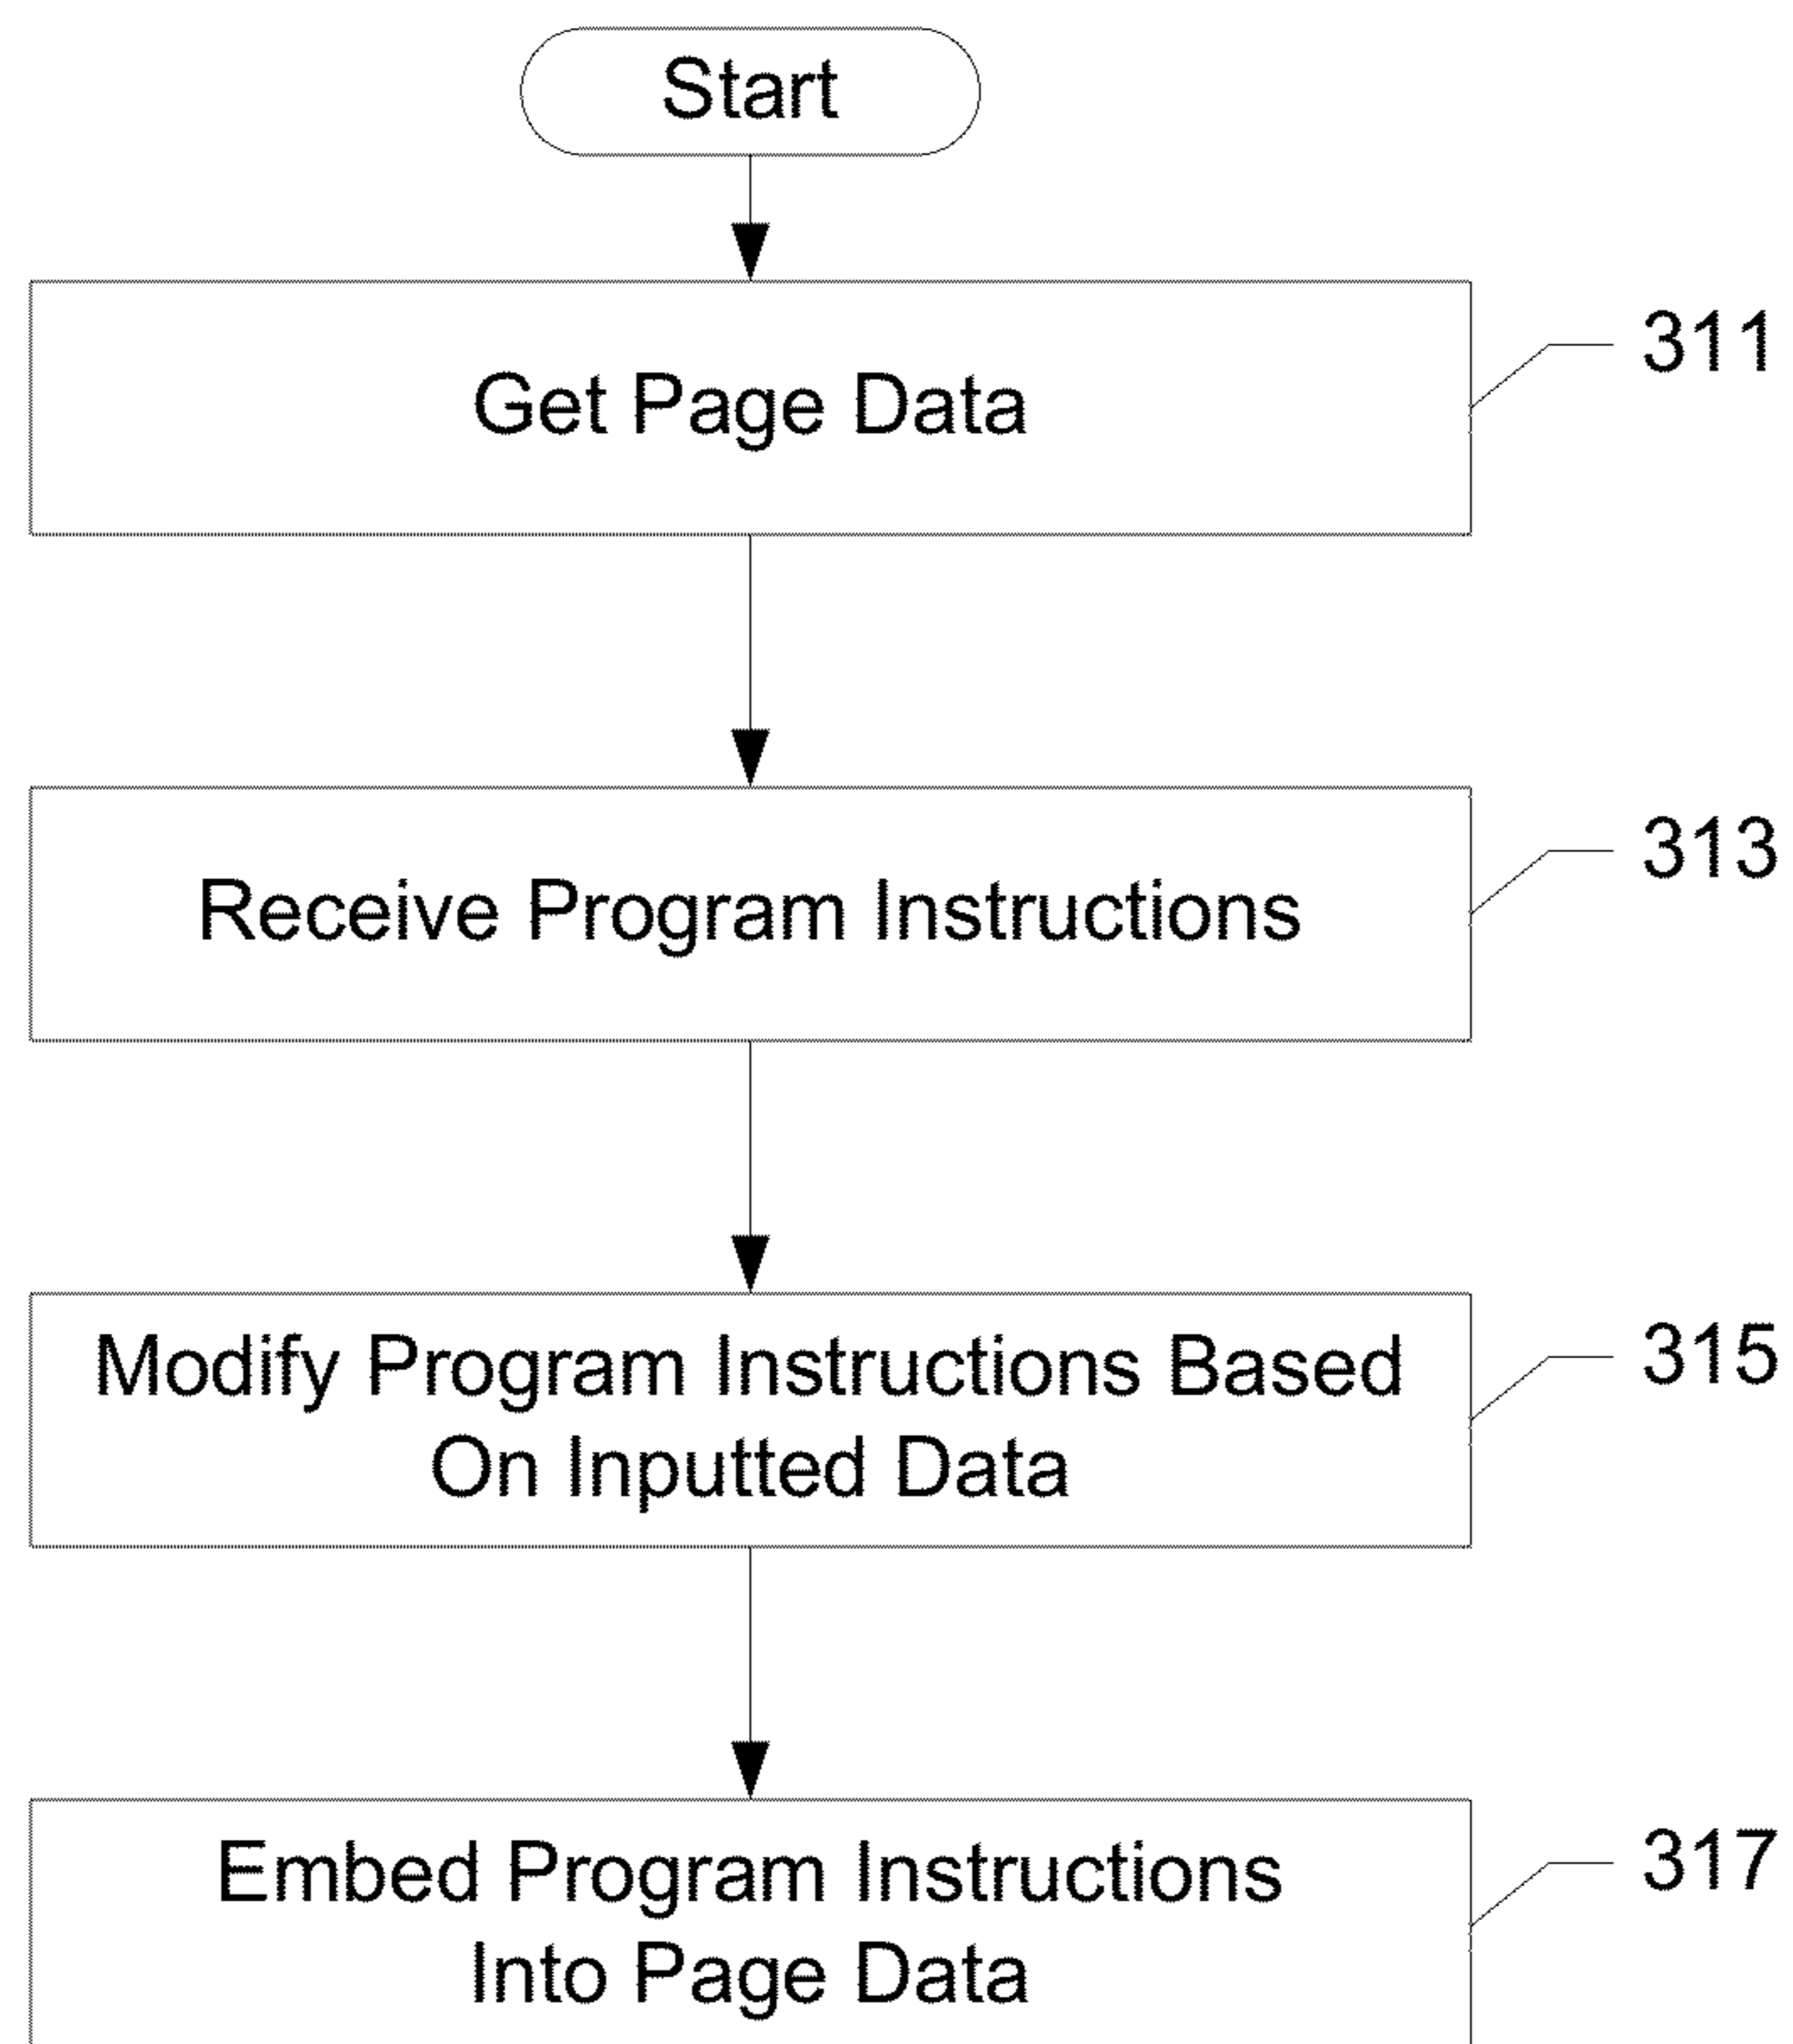 Start
Get Page Data
311
Receive Program Instructions
313
Modify Program Instructions Based
On Inputted Data
315
Embed Program Instructions
Into Page Data
317